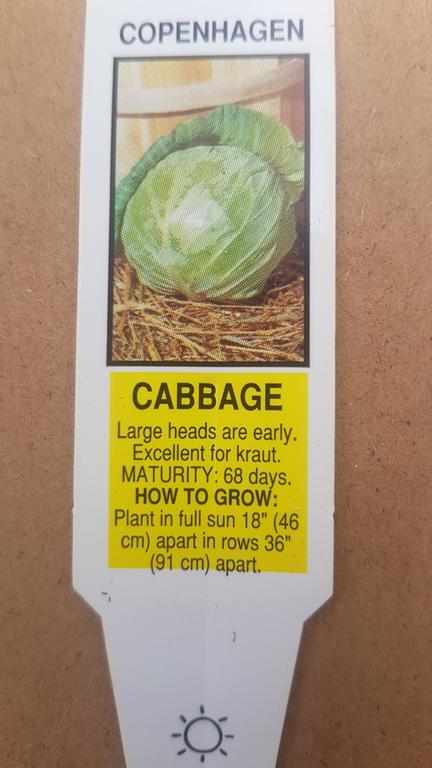 COPENHAGEN
CABBAGE
Large heads are early.
Excellent for kraut.
MATURITY: 68 days.
HOW TO GROW:
Plant in full sun 18" (46
cm) apart in rows 36"
(91 cm) apart.